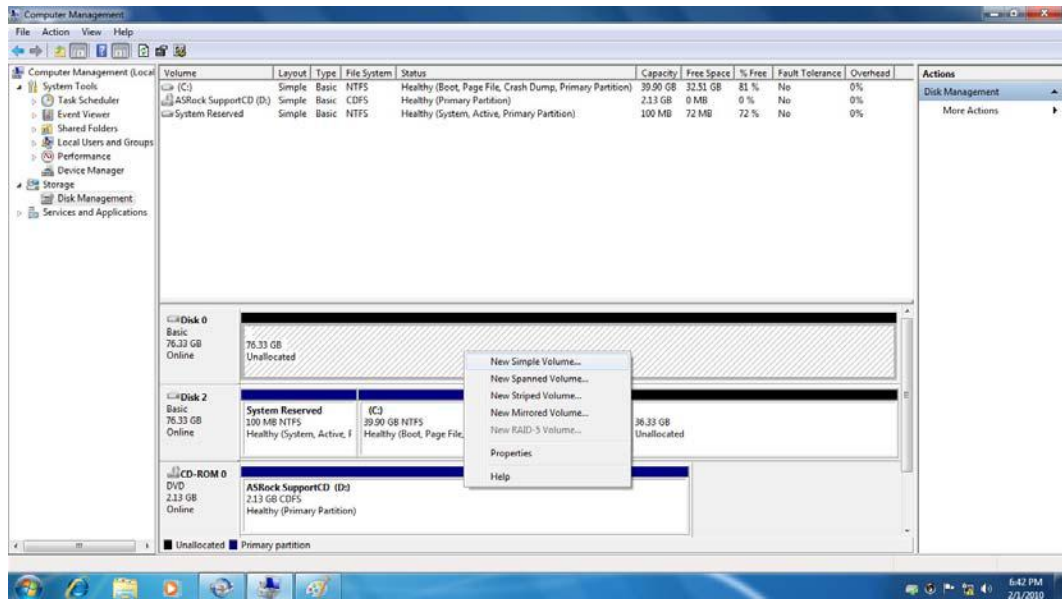 Computer Management
File Action View Help
Computer Management (Local
System Tools
Task Scheduler
Event Viewer
Shared Folders
Local Users and Groups
Performance
Device Manager
Storage
Disk Management
Services and Applications
Volume Layout Type File System Status Capacity Free Space % Free Fault Tolerance Overhead
(C:) Simple Basic NTFS Healthy (Boot, Page File, Crash Dump, Primary Partition) 39.90 GB 32.51 GB 81 % No 0%
ASRock SupportCD (D:) Simple Basic CDFS Healthy (Primary Partition) 2.13 GB 0 MB 0 % No 0%
System Reserved Simple Basic NTFS Healthy (System, Active, Primary Partition) 100 MB 72 MB 72 % No 0%
Actions
Disk Management
More Actions
Disk 0
Basic
76.33 GB
Online
76.33 GB
Unallocated
New Simple Volume...
New Spanned Volume...
New Striped Volume...
New Mirrored Volume...
New RAID-5 Volume...
Properties
Help
Disk 2
Basic
76.33 GB
Online
System Reserved
100 MB NTFS
Healthy (System, Active, F
(C:)
39.90 GB NTFS
Healthy (Boot, Page File,
36.33 GB
Unallocated
CD-ROM 0
DVD
2.13 GB
Online
ASRock SupportCD (D:)
2.13 GB CDFS
Healthy (Primary Partition)
Unallocated Primary partition
6:42 PM
2/1/2010